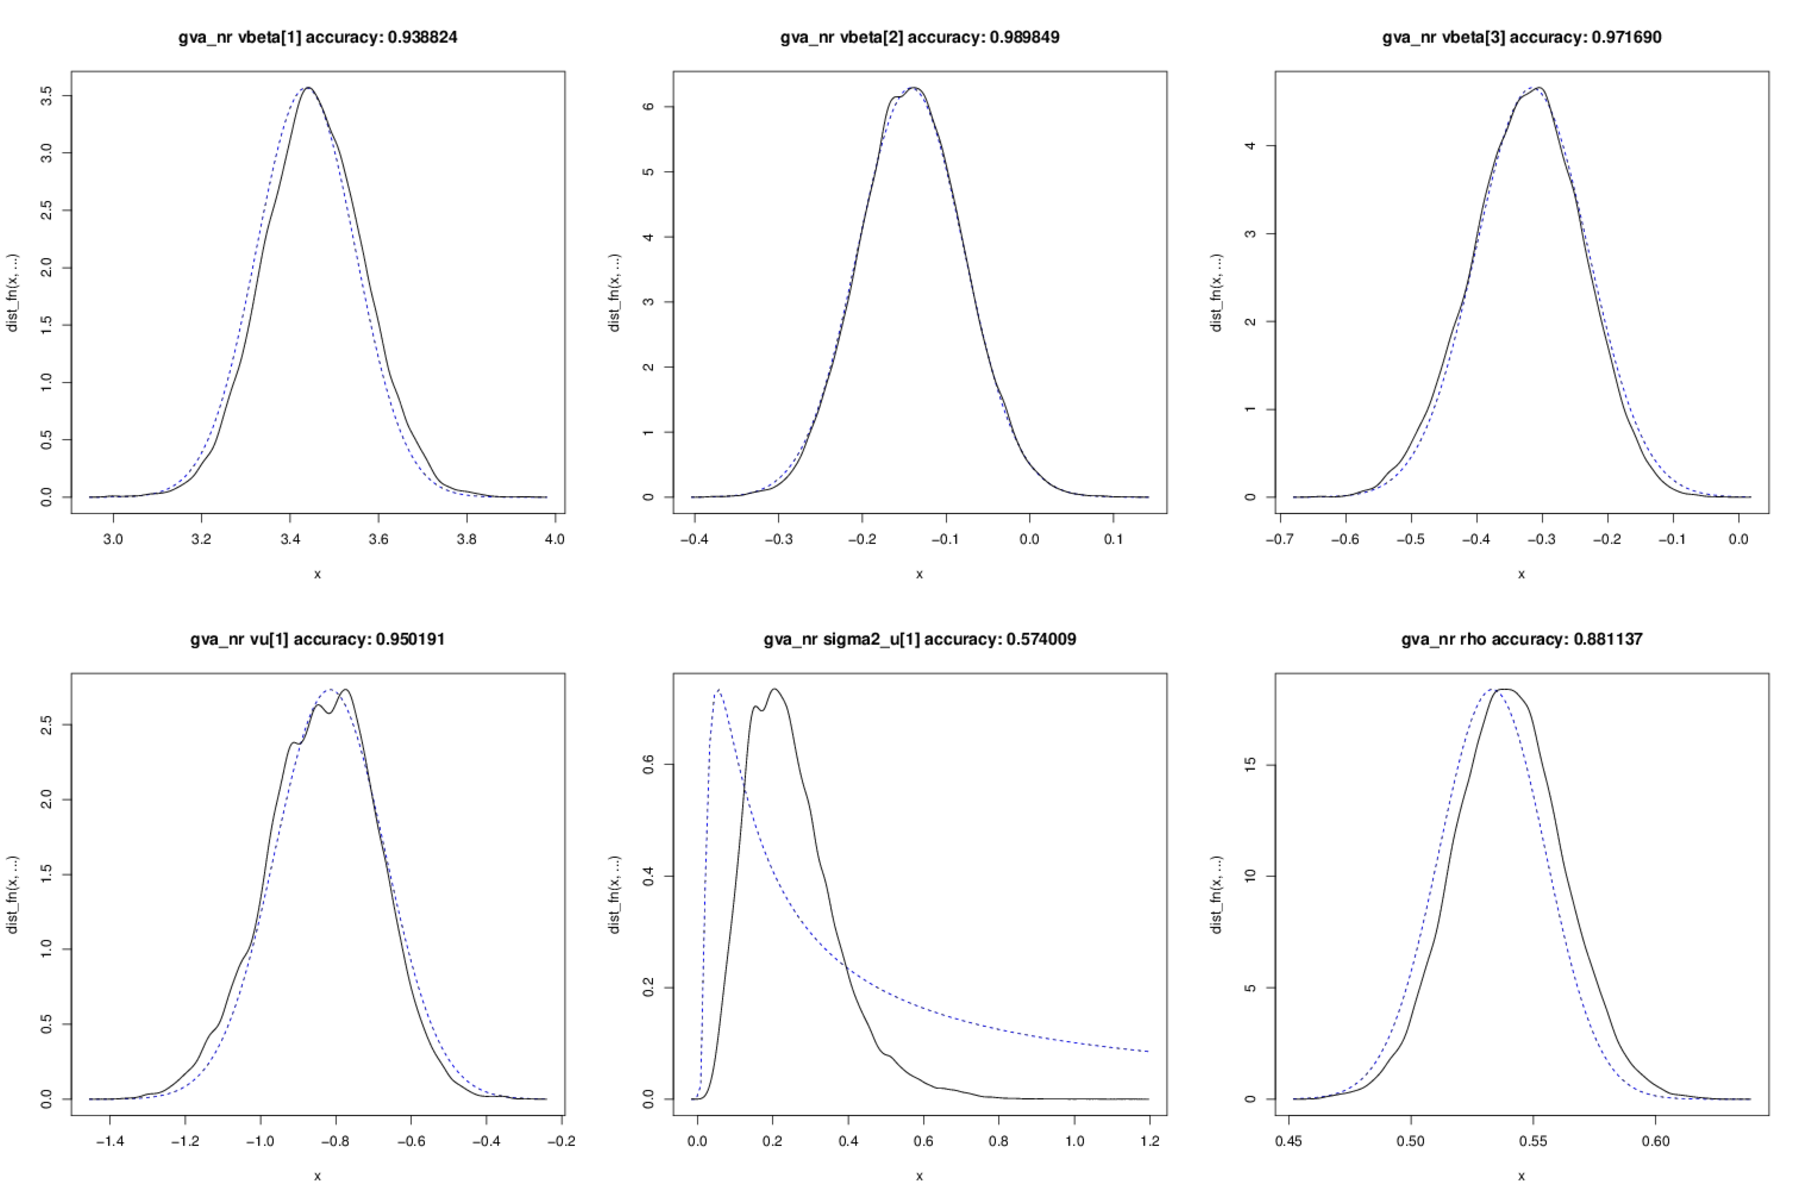 gva_nr vbeta[1] accuracy: 0.938824
dist_fn(x, ...)
3.5
3.0
2.5
2.0
1.5
1.0
0.5
0.0
3.0 3.2 3.4 3.6 3.8 4.0
x
gva_nr vbeta[2] accuracy: 0.989849
dist_fn(x, ...)
6
5
4
3
2
1
0
−0.4 −0.3 −0.2 −0.1 0.0 0.1
x
gva_nr vbeta[3] accuracy: 0.971690
dist_fn(x, ...)
4
3
2
1
0
−0.7 −0.6 −0.5 −0.4 −0.3 −0.2 −0.1 0.0
x
gva_nr vu[1] accuracy: 0.950191
dist_fn(x, ...)
2.5
2.0
1.5
1.0
0.5
0.0
−1.4 −1.2 −1.0 −0.8 −0.6 −0.4 −0.2
x
gva_nr sigma2_u[1] accuracy: 0.574009
dist_fn(x, ...)
0.6
0.4
0.2
0.0
0.0 0.2 0.4 0.6 0.8 1.0 1.2
x
gva_nr rho accuracy: 0.881137
dist_fn(x, ...)
15
10
5
0
0.45 0.50 0.55 0.60
x